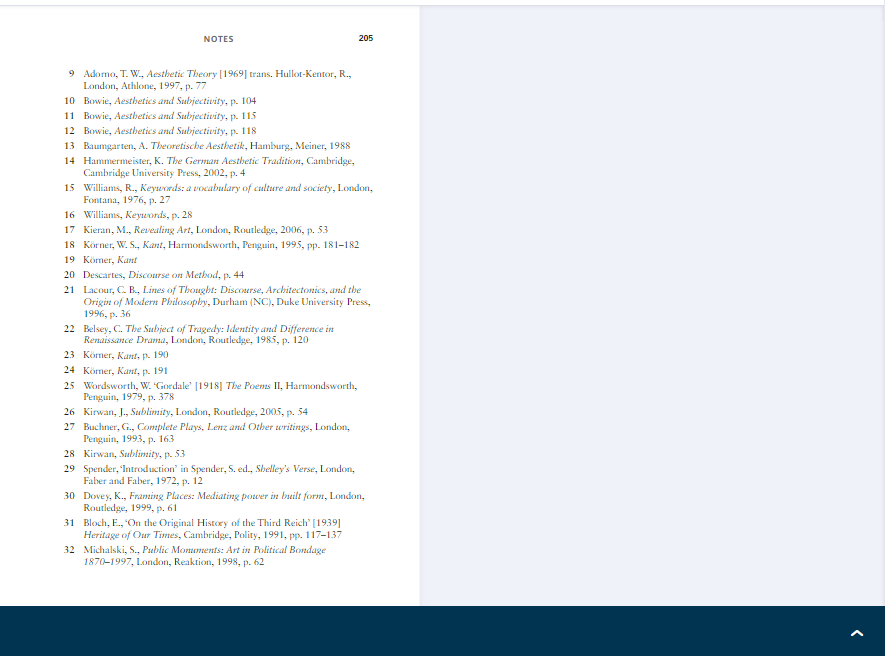 NOTES 205
9 Adorno, T. W., Aesthetic Theory [1969] trans. Hullot-Kentor, R.,
London, Athlone, 1997, p. 77
10 Bowie, Aesthetics and Subjectivity, p. 104
11 Bowie, Aesthetics and Subjectivity, p. 115
12 Bowie, Aesthetics and Subjectivity, p. 118
13 Baumgarten, A. Theoretische Aesthetik, Hamburg, Meiner, 1988
14 Hammermeister, K. The German Aesthetic Tradition, Cambridge,
Cambridge University Press, 2002, p. 4
15 Williams, R., Keywords: a vocabulary of culture and society, London,
Fontana, 1976, p. 27
16 Williams, Keywords, p. 28
17 Kieran, M., Revealing Art, London, Routledge, 2006, p. 53
18 Körner, W. S., Kant, Harmondsworth, Penguin, 1995, pp. 181–182
19 Körner, Kant
20 Descartes, Discourse on Method, p. 44
21 Lacour, C. B., Lines of Thought: Discourse, Architectonics, and the
Origin of Modern Philosophy, Durham (NC), Duke University Press,
1996, p. 36
22 Belsey, C. The Subject of Tragedy: Identity and Difference in
Renaissance Drama, London, Routledge, 1985, p. 120
23 Körner, Kant, p. 190
24 Körner, Kant, p. 191
25 Wordsworth, W. ‘Gordale’ [1918] The Poems II, Harmondsworth,
Penguin, 1979, p. 378
26 Kirwan, J., Sublimity, London, Routledge, 2005, p. 54
27 Buchner, G., Complete Plays, Lenz and Other writings, London,
Penguin, 1993, p. 163
28 Kirwan, Sublimity, p. 53
29 Spender, ‘Introduction’ in Spender, S. ed., Shelley’s Verse, London,
Faber and Faber, 1972, p. 12
30 Dovey, K., Framing Places: Mediating power in built form, London,
Routledge, 1999, p. 61
31 Bloch, E., ‘On the Original History of the Third Reich’ [1939]
Heritage of Our Times, Cambridge, Polity, 1991, pp. 117–137
32 Michalski, S., Public Monuments: Art in Political Bondage
1870–1997, London, Reaktion, 1998, p. 62